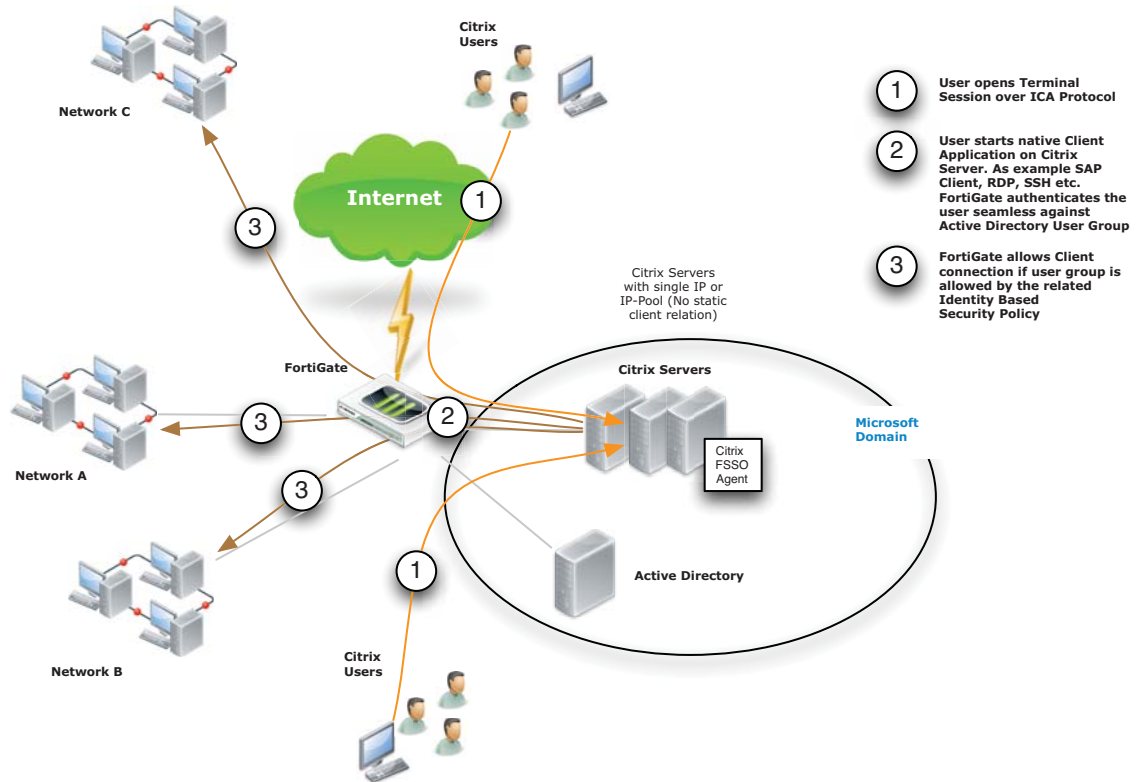 Citrix
Users
Network C
1
User opens Terminal
Session over ICA Protocol
2
User starts native Client
Application on Citrix
Server. As example SAP
Client, RDP, SSH etc.
FortiGate authenticates the
user seamless against
Active Directory User Group
3
FortiGate allows Client
connection if user group is
allowed by the related
Identity Based
Security Policy
Internet
1
3
Citrix Servers
with single IP or
IP-Pool (No static
client relation)
FortiGate
Citrix Servers
2
3
Microsoft
Domain
Citrix
FSSO
Agent
Network A
3
1
Active Directory
Network B
Citrix
Users